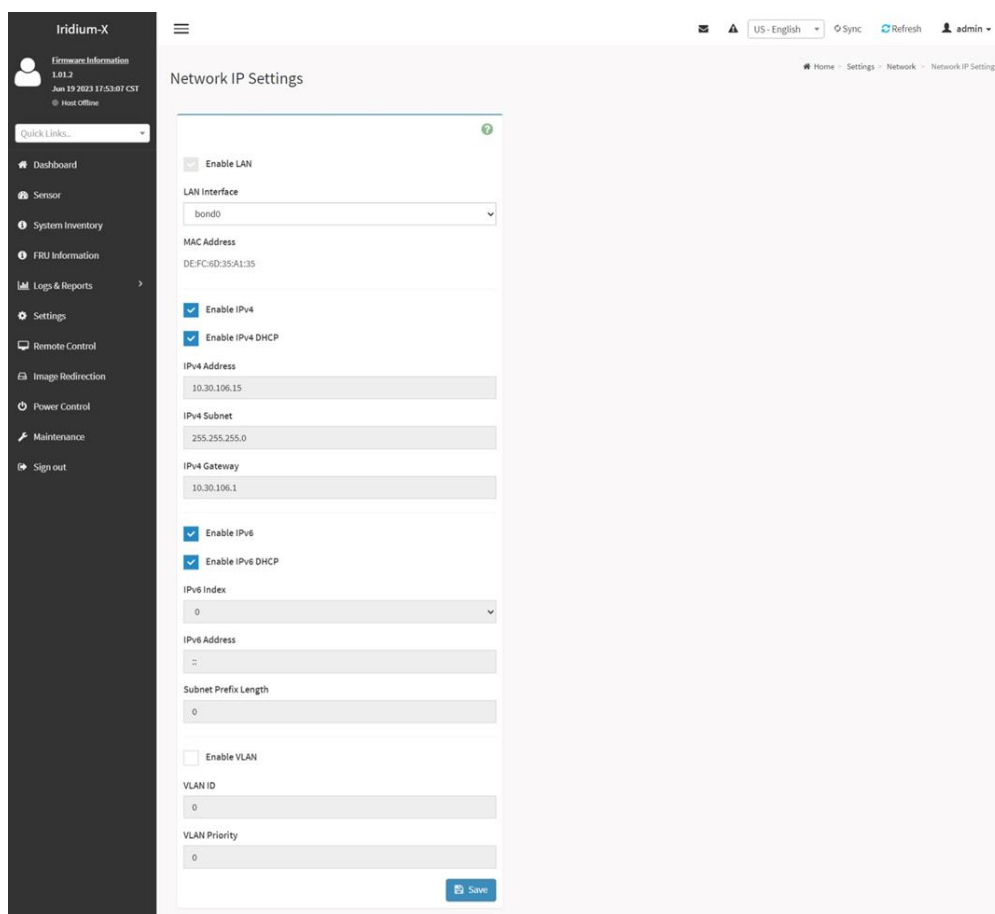 Iridium-X
Firmware Information
1.01.2
Jun 19 2023 17:53:07 CST
Host Offline
Quick Links..
Dashboard
Sensor
System Inventory
FRU Information
Logs & Reports
Settings
Remote Control
Image Redirection
Power Control
Maintenance
Sign out
US - English
Sync
Refresh
admin
Network IP Settings
Home > Settings > Network > Network IP Setting
Enable LAN
LAN Interface
bond0
MAC Address
DE:FC:6D:35:A1:35
Enable IPv4
Enable IPv4 DHCP
IPv4 Address
10.30.106.15
IPv4 Subnet
255.255.255.0
IPv4 Gateway
10.30.106.1
Enable IPv6
Enable IPv6 DHCP
IPv6 Index
0
IPv6 Address
::
Subnet Prefix Length
0
Enable VLAN
VLAN ID
0
VLAN Priority
0
Save